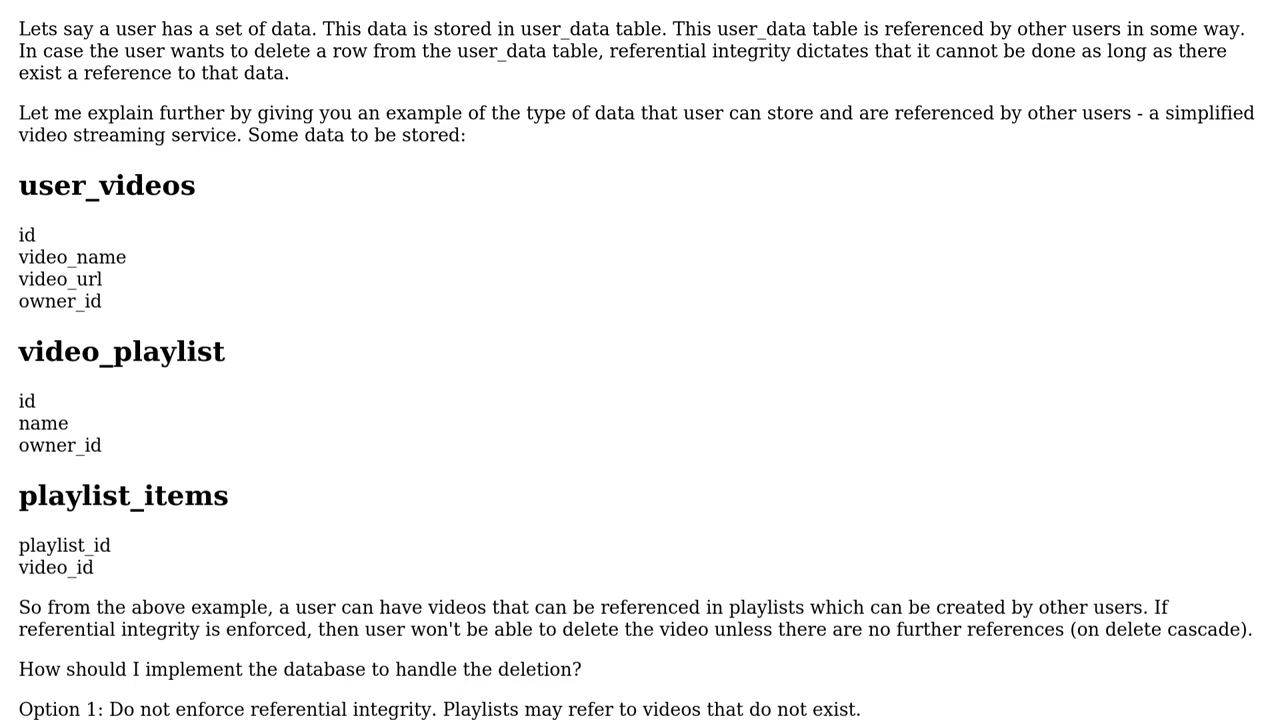 Lets say a user has a set of data. This data is stored in user_data table. This user_data table is referenced by other users in some way.
In case the user wants to delete a row from the user_data table, referential integrity dictates that it cannot be done as long as there
exist a reference to that data.
Let me explain further by giving you an example of the type of data that user can store and are referenced by other users - a simplified
video streaming service. Some data to be stored:
user_videos
id
video_name
video_url
owner_id
video_playlist
id
name
owner_id
playlist_items
playlist_id
video_id
So from the above example, a user can have videos that can be referenced in playlists which can be created by other users. If
referential integrity is enforced, then user won't be able to delete the video unless there are no further references (on delete cascade).
How should I implement the database to handle the deletion?
Option 1: Do not enforce referential integrity. Playlists may refer to videos that do not exist.